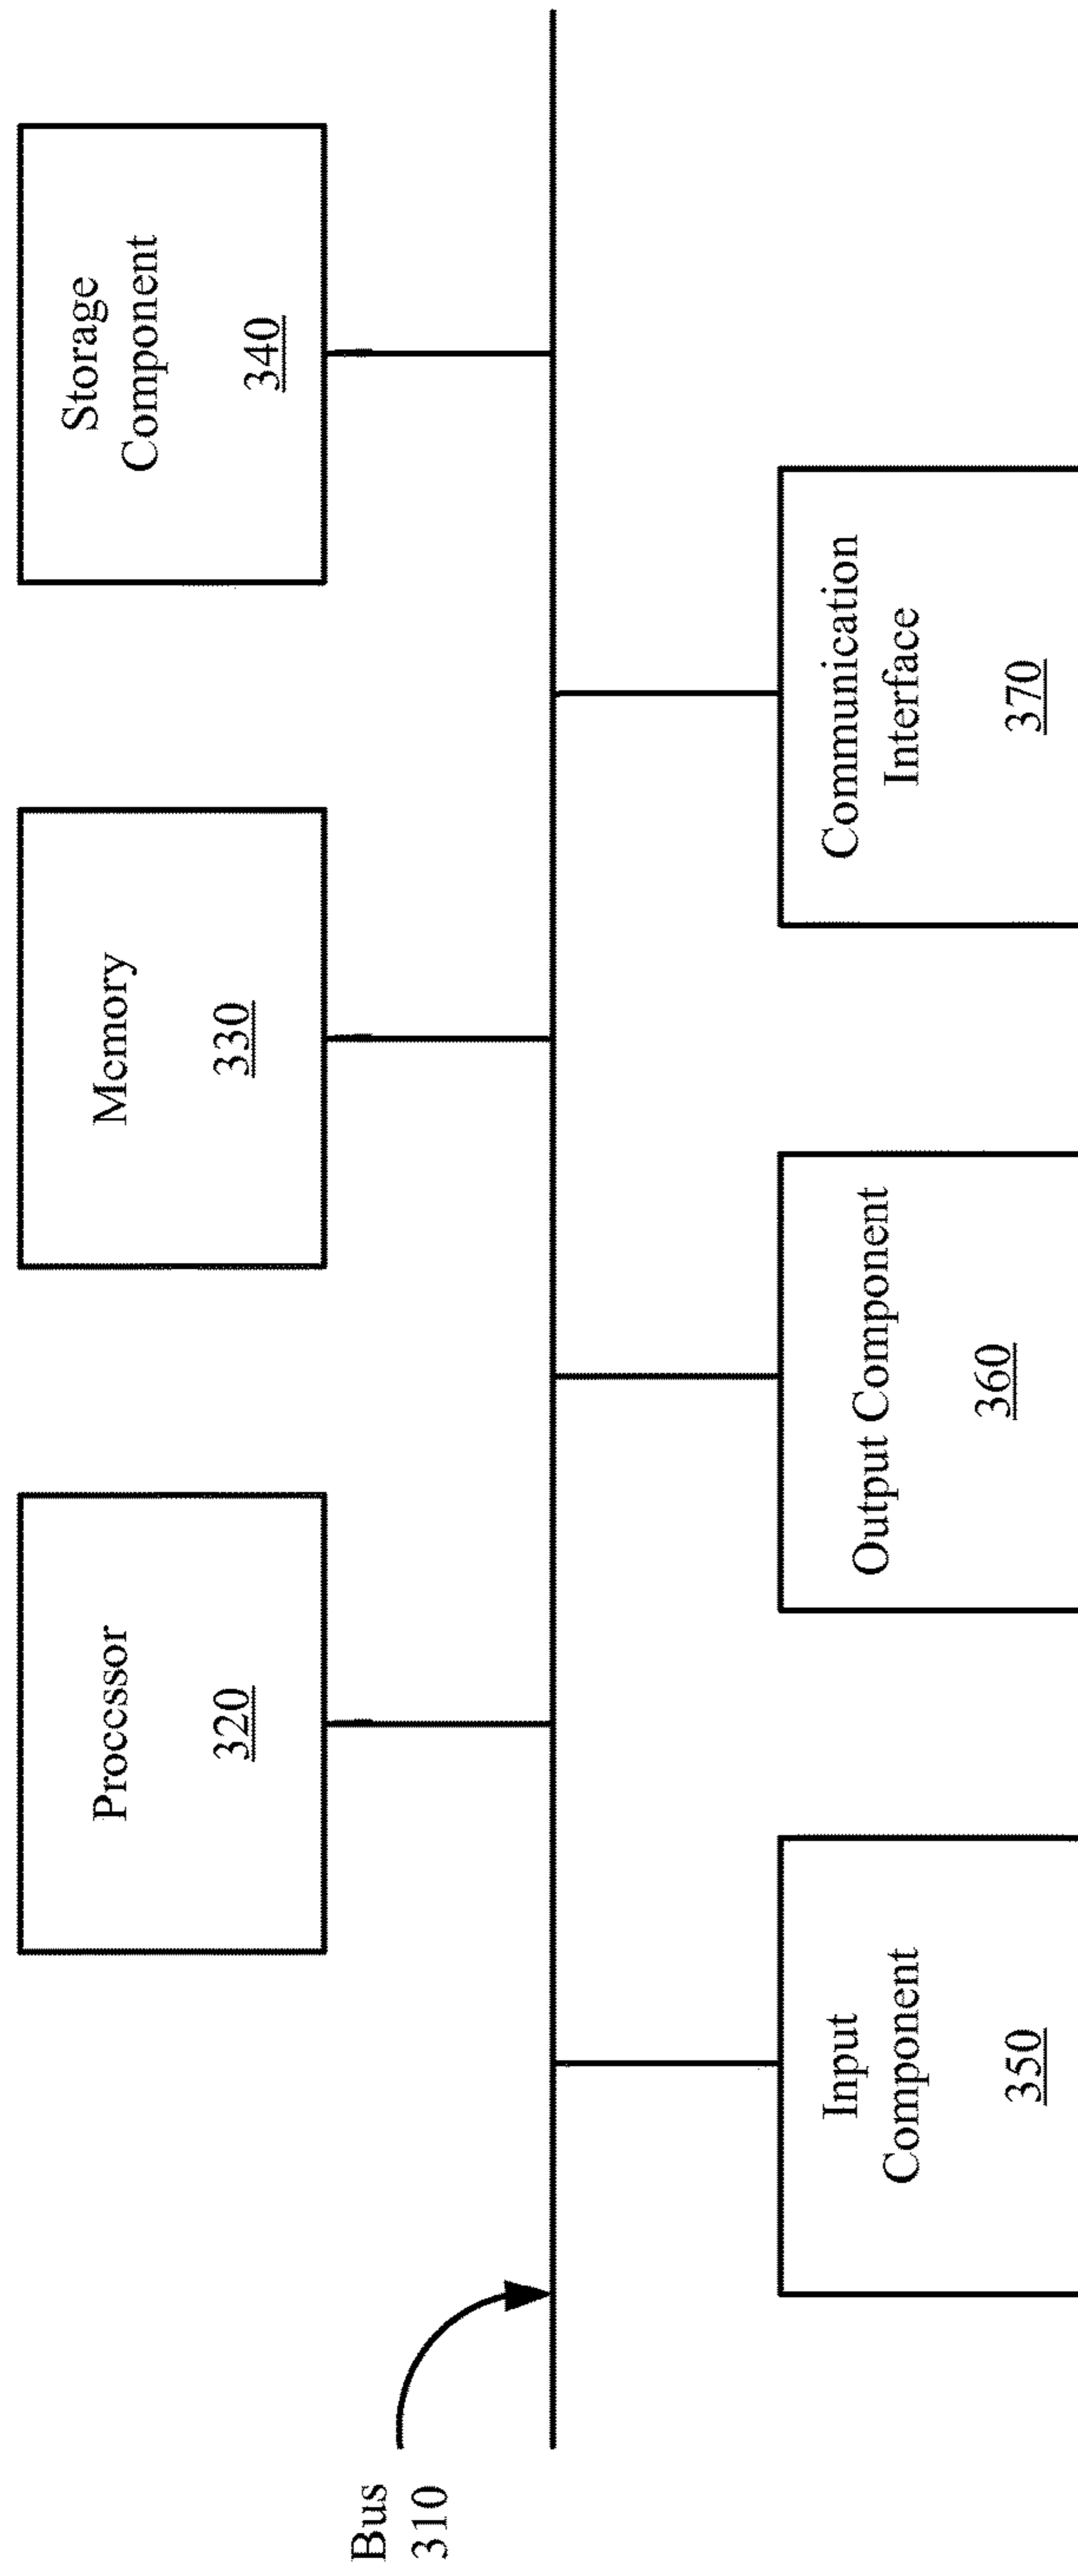 Processor
320
Memory
330
Storage
Component
340
Bus
310
Input
Component
350
Output Component
360
Communication
Interface
370